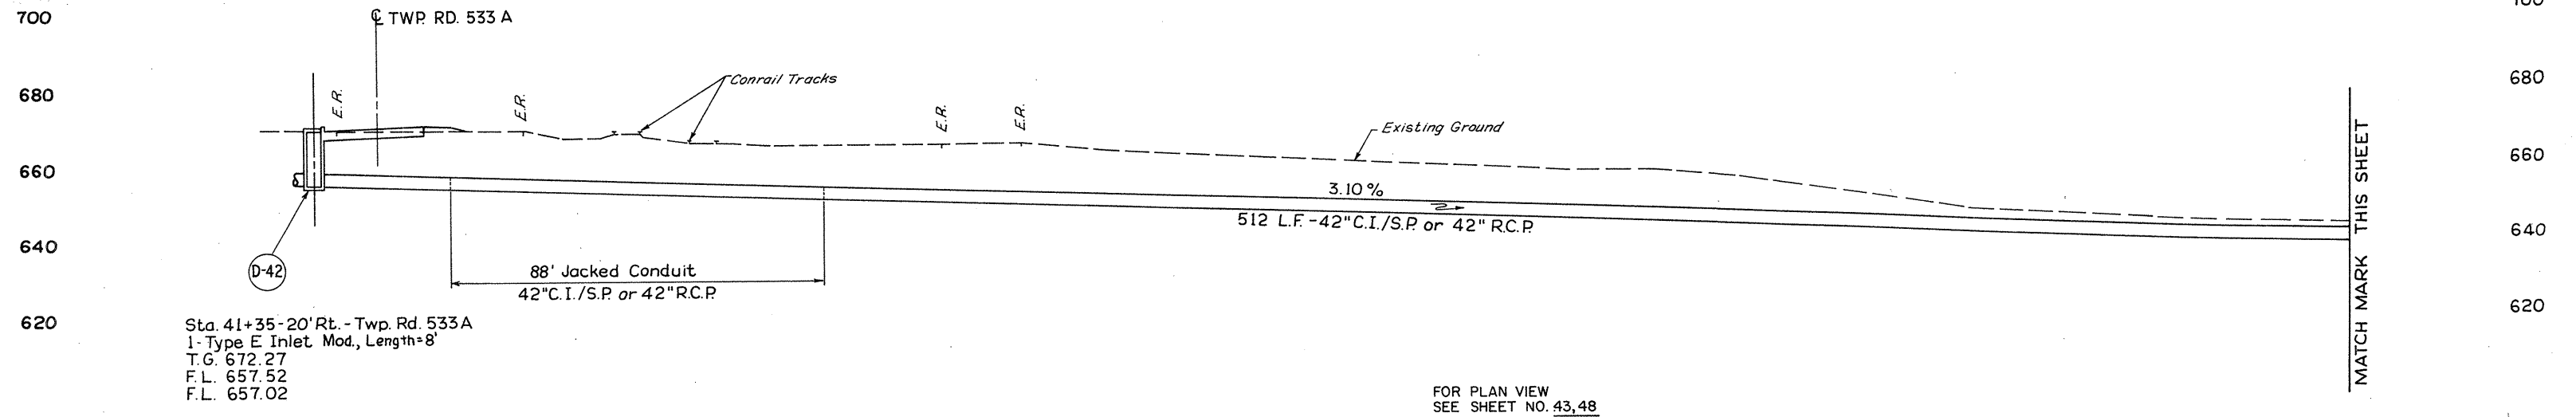 700
680
660
640
620
℄ TWP. RD. 533 A
E.R.
E.R.
Conrail Tracks
E.R.
E.R.
Existing Ground
3.10 %
512 L.F. - 42" C.I./S.P. or 42" R.C.P.
D-42
88' Jacked Conduit
42" C.I./S.P. or 42" R.C.P.
Sta. 41+35-20' Rt. - Twp. Rd. 533A
1-Type E Inlet Mod., Length=8'
T.G. 672.27
F.L. 657.52
F.L. 657.02
FOR PLAN VIEW
SEE SHEET NO. 43,48
MATCH MARK THIS SHEET
680
660
640
620